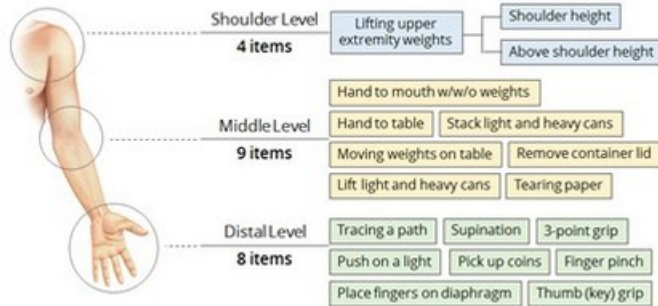 Shoulder Level
4 items
Lifting upper
extremity weights
Shoulder height
Above shoulder height
Middle Level
9 items
Hand to mouth w/w/o weights
Hand to table
Stack light and heavy cans
Moving weights on table
Remove container lid
Lift light and heavy cans
Tearing paper
Distal Level
8 items
Tracing a path
Supination
3-point grip
Push on a light
Pick up coins
Finger pinch
Place fingers on diaphragm
Thumb (key) grip